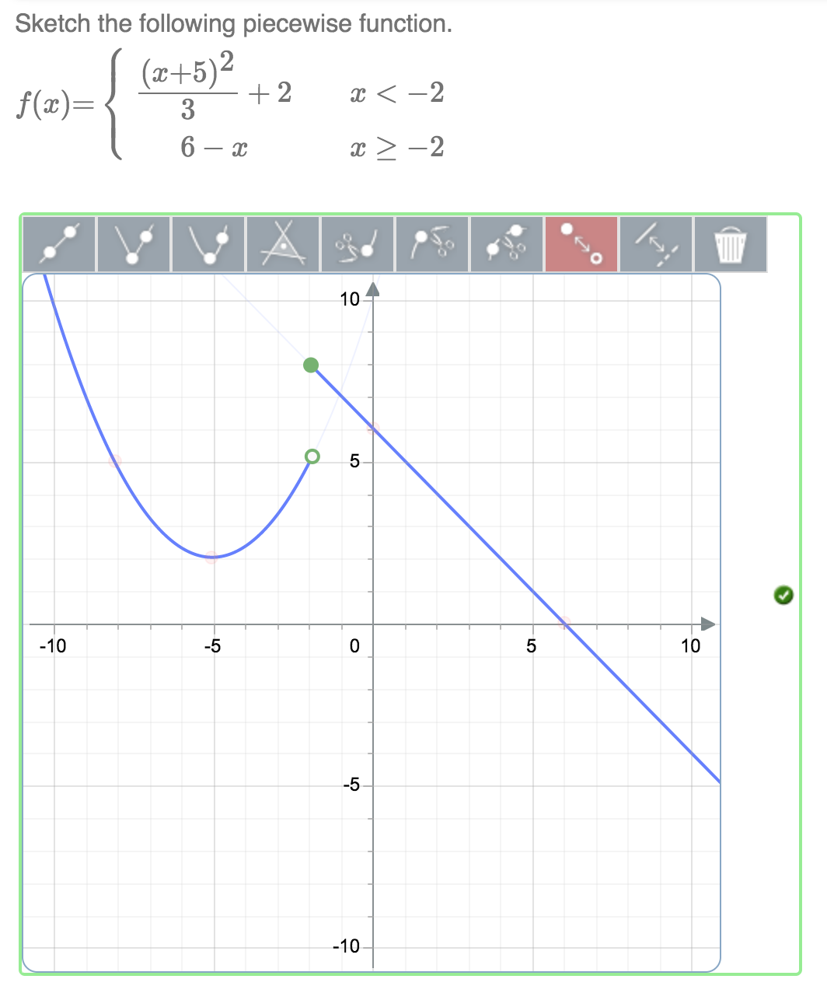 Sketch the following piecewise function.
f(x)= { (x+5)^2/3 + 2    x < −2
6 − x    x ≥ −2
10
5
-10 -5 0 5 10
-5
-10